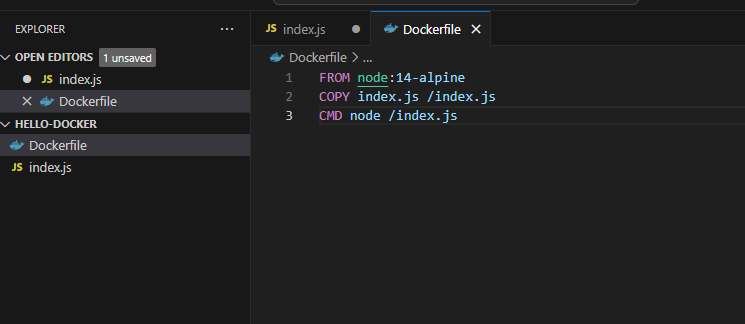 EXPLORER ...
OPEN EDITORS 1 unsaved
JS index.js
Dockerfile
HELLO-DOCKER
Dockerfile
JS index.js
JS index.js Dockerfile
Dockerfile > ...
1 FROM node:14-alpine
2 COPY index.js /index.js
3 CMD node /index.js